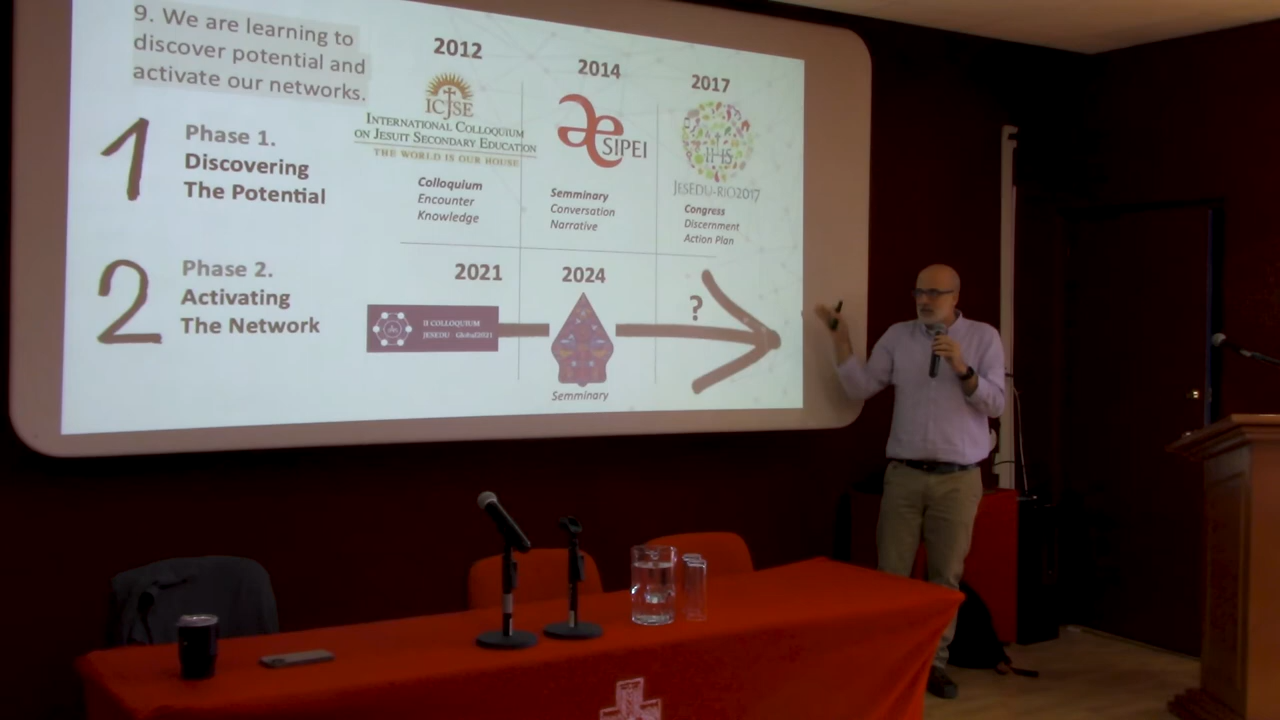 9. We are learning to
discover potential and
activate our networks.
1
Phase 1.
Discovering
The Potential
2012
ICJSE
INTERNATIONAL COLLOQUIUM
ON JESUIT SECONDARY EDUCATION
THE WORLD IS OUR HOUSE
Colloquium
Encounter
Knowledge
2014
SIPEI
Semminary
Conversation
Narrative
2017
IHS
JESEDU-RIO2017
Congress
Discernment
Action Plan
2
Phase 2.
Activating
The Network
2021
II COLLOQUIUM
JESEDU Global2021
2024
Semminary
?